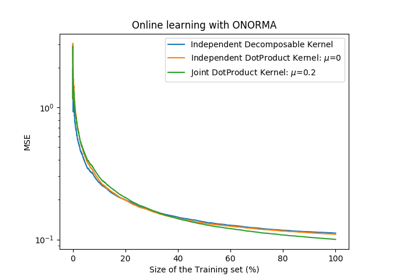 Online learning with ONORMA
Independent Decomposable Kernel
Independent DotProduct Kernel: μ=0
Joint DotProduct Kernel: μ=0.2
MSE
10⁰
10⁻¹
0 20 40 60 80 100
Size of the Training set (%)